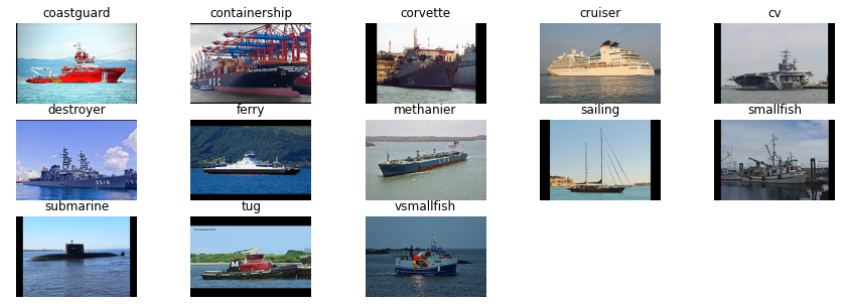 coastguard containership corvette cruiser cv
destroyer ferry methanier sailing smallfish
submarine tug vsmallfish